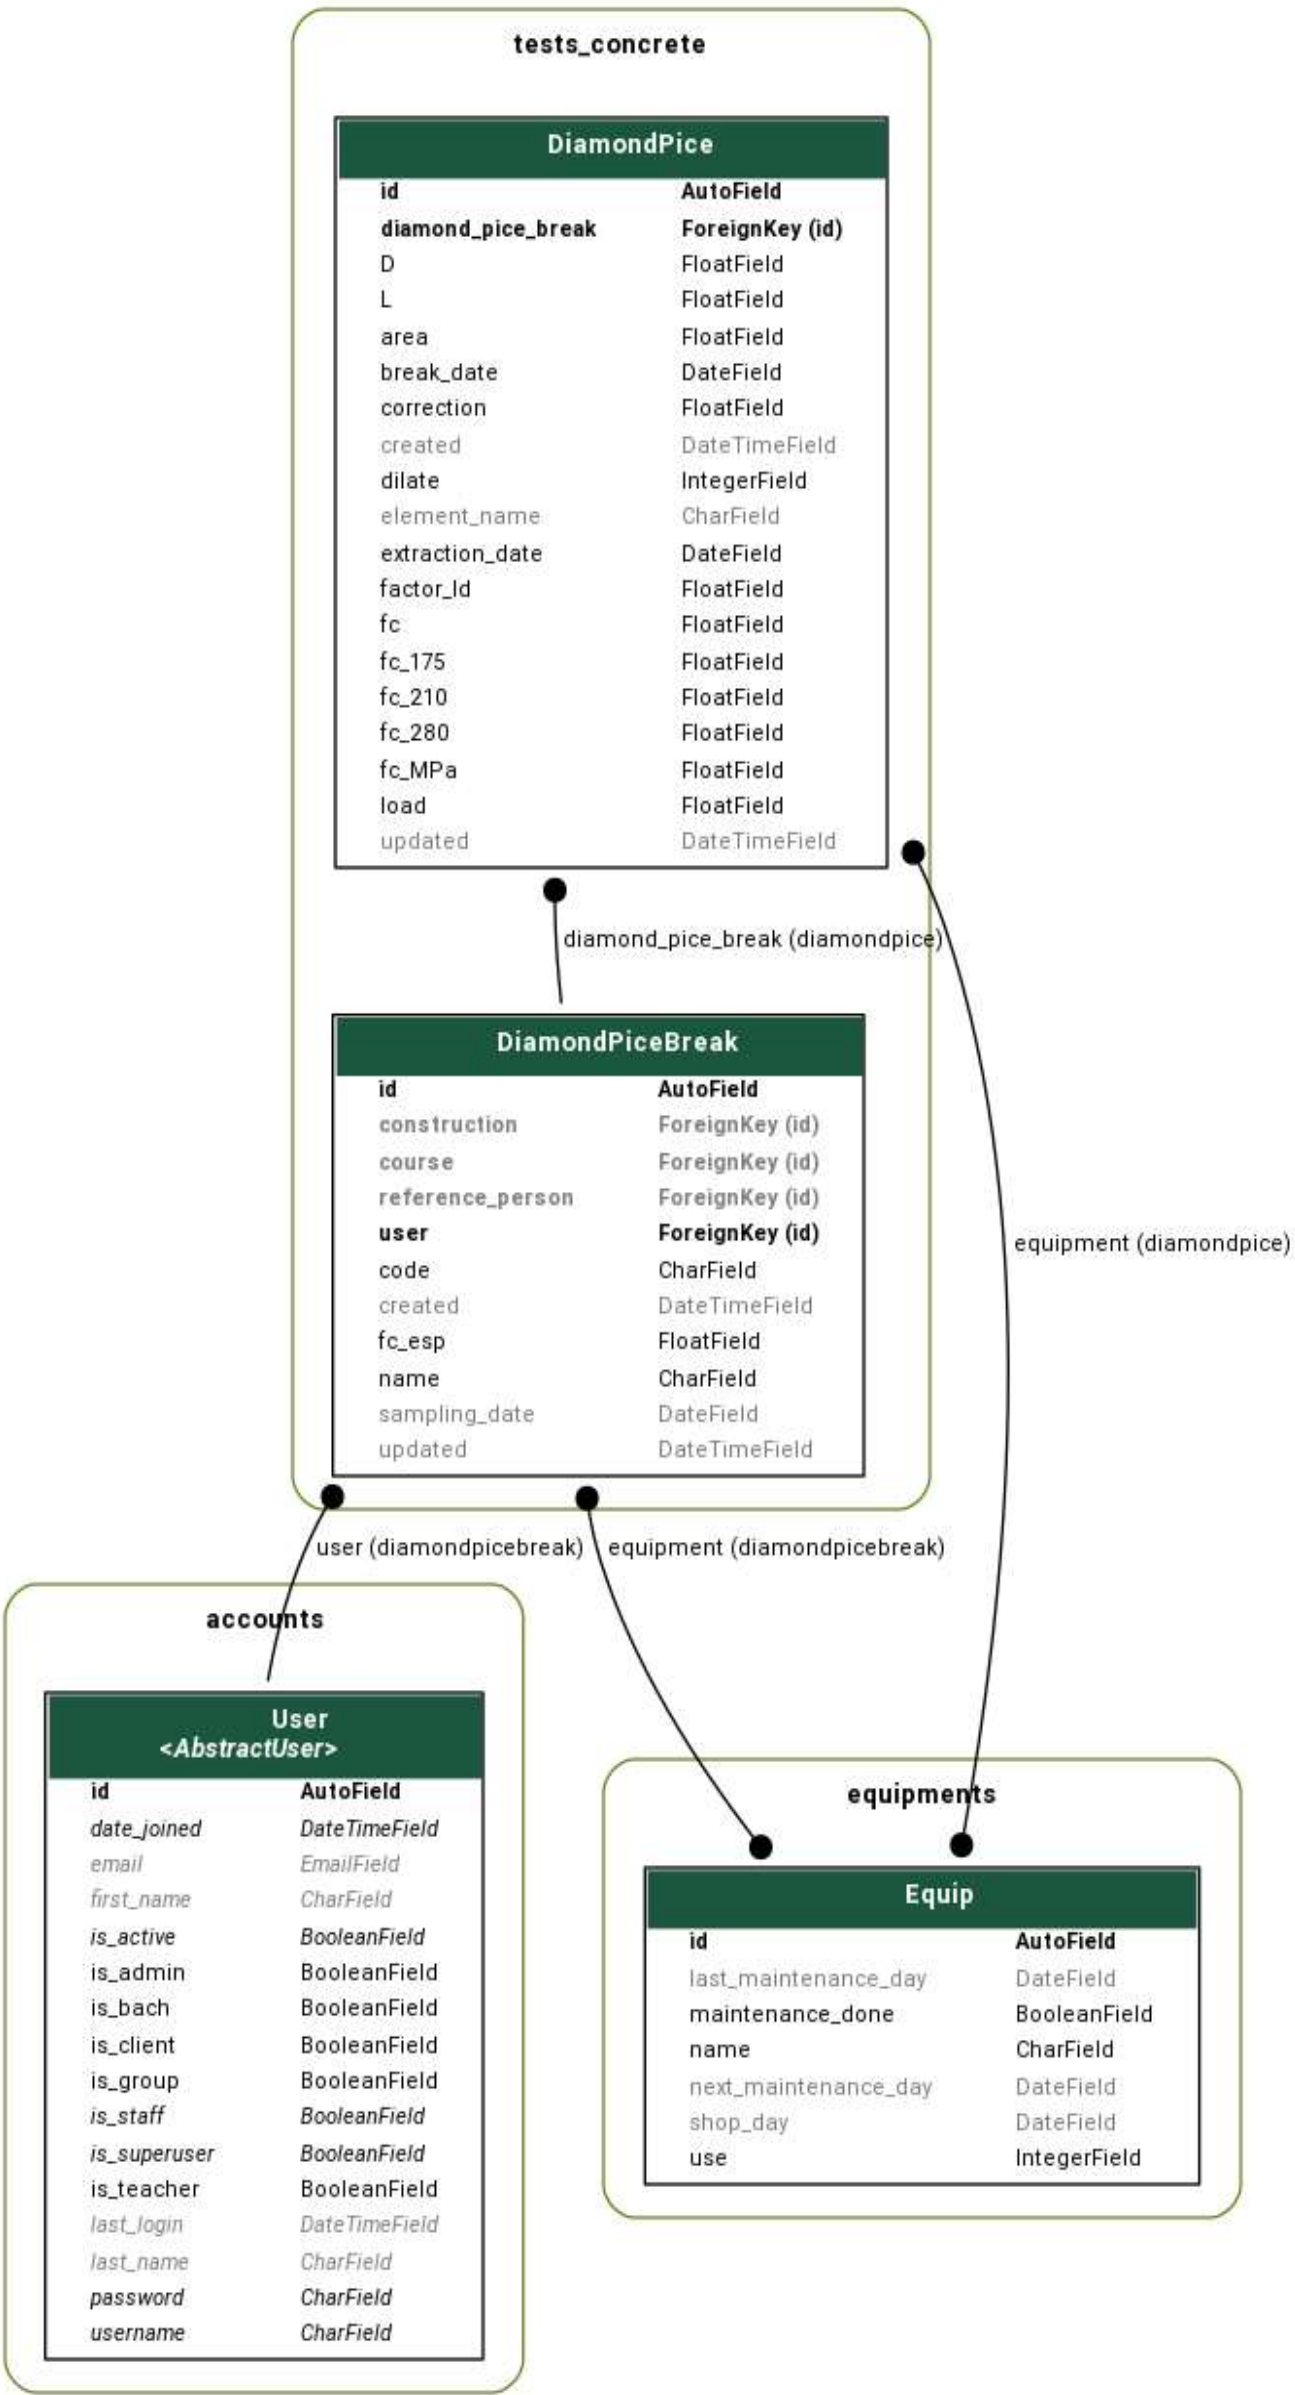 tests_concrete
DiamondPice
id AutoField
diamond_pice_break ForeignKey (id)
D FloatField
L FloatField
area FloatField
break_date DateField
correction FloatField
created DateTimeField
dilate IntegerField
element_name CharField
extraction_date DateField
factor_ld FloatField
fc FloatField
fc_175 FloatField
fc_210 FloatField
fc_280 FloatField
fc_MPa FloatField
load FloatField
updated DateTimeField
diamond_pice_break (diamondpice)
DiamondPiceBreak
id AutoField
construction ForeignKey (id)
course ForeignKey (id)
reference_person ForeignKey (id)
user ForeignKey (id)
code CharField
created DateTimeField
fc_esp FloatField
name CharField
sampling_date DateField
updated DateTimeField
equipment (diamondpice)
user (diamondpicebreak)
equipment (diamondpicebreak)
accounts
User
<AbstractUser>
id AutoField
date_joined DateTimeField
email EmailField
first_name CharField
is_active BooleanField
is_admin BooleanField
is_bach BooleanField
is_client BooleanField
is_group BooleanField
is_staff BooleanField
is_superuser BooleanField
is_teacher BooleanField
last_login DateTimeField
last_name CharField
password CharField
username CharField
equipments
Equip
id AutoField
last_maintenance_day DateField
maintenance_done BooleanField
name CharField
next_maintenance_day DateField
shop_day DateField
use IntegerField